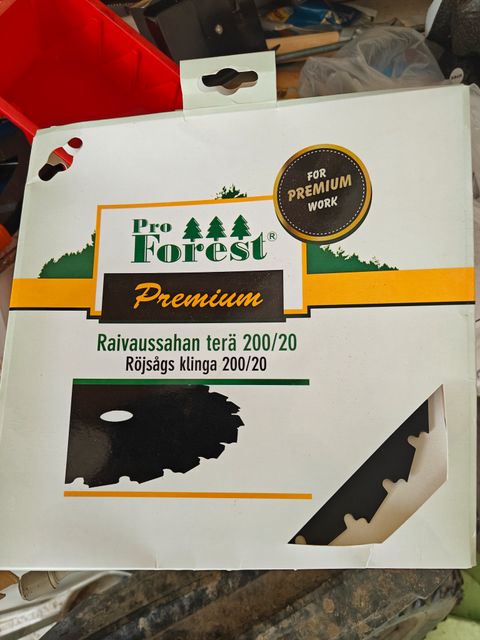 FOR
PREMIUM
WORK
Pro
Forest®
Premium
Raivaussahan terä 200/20
Röjsågs klinga 200/20